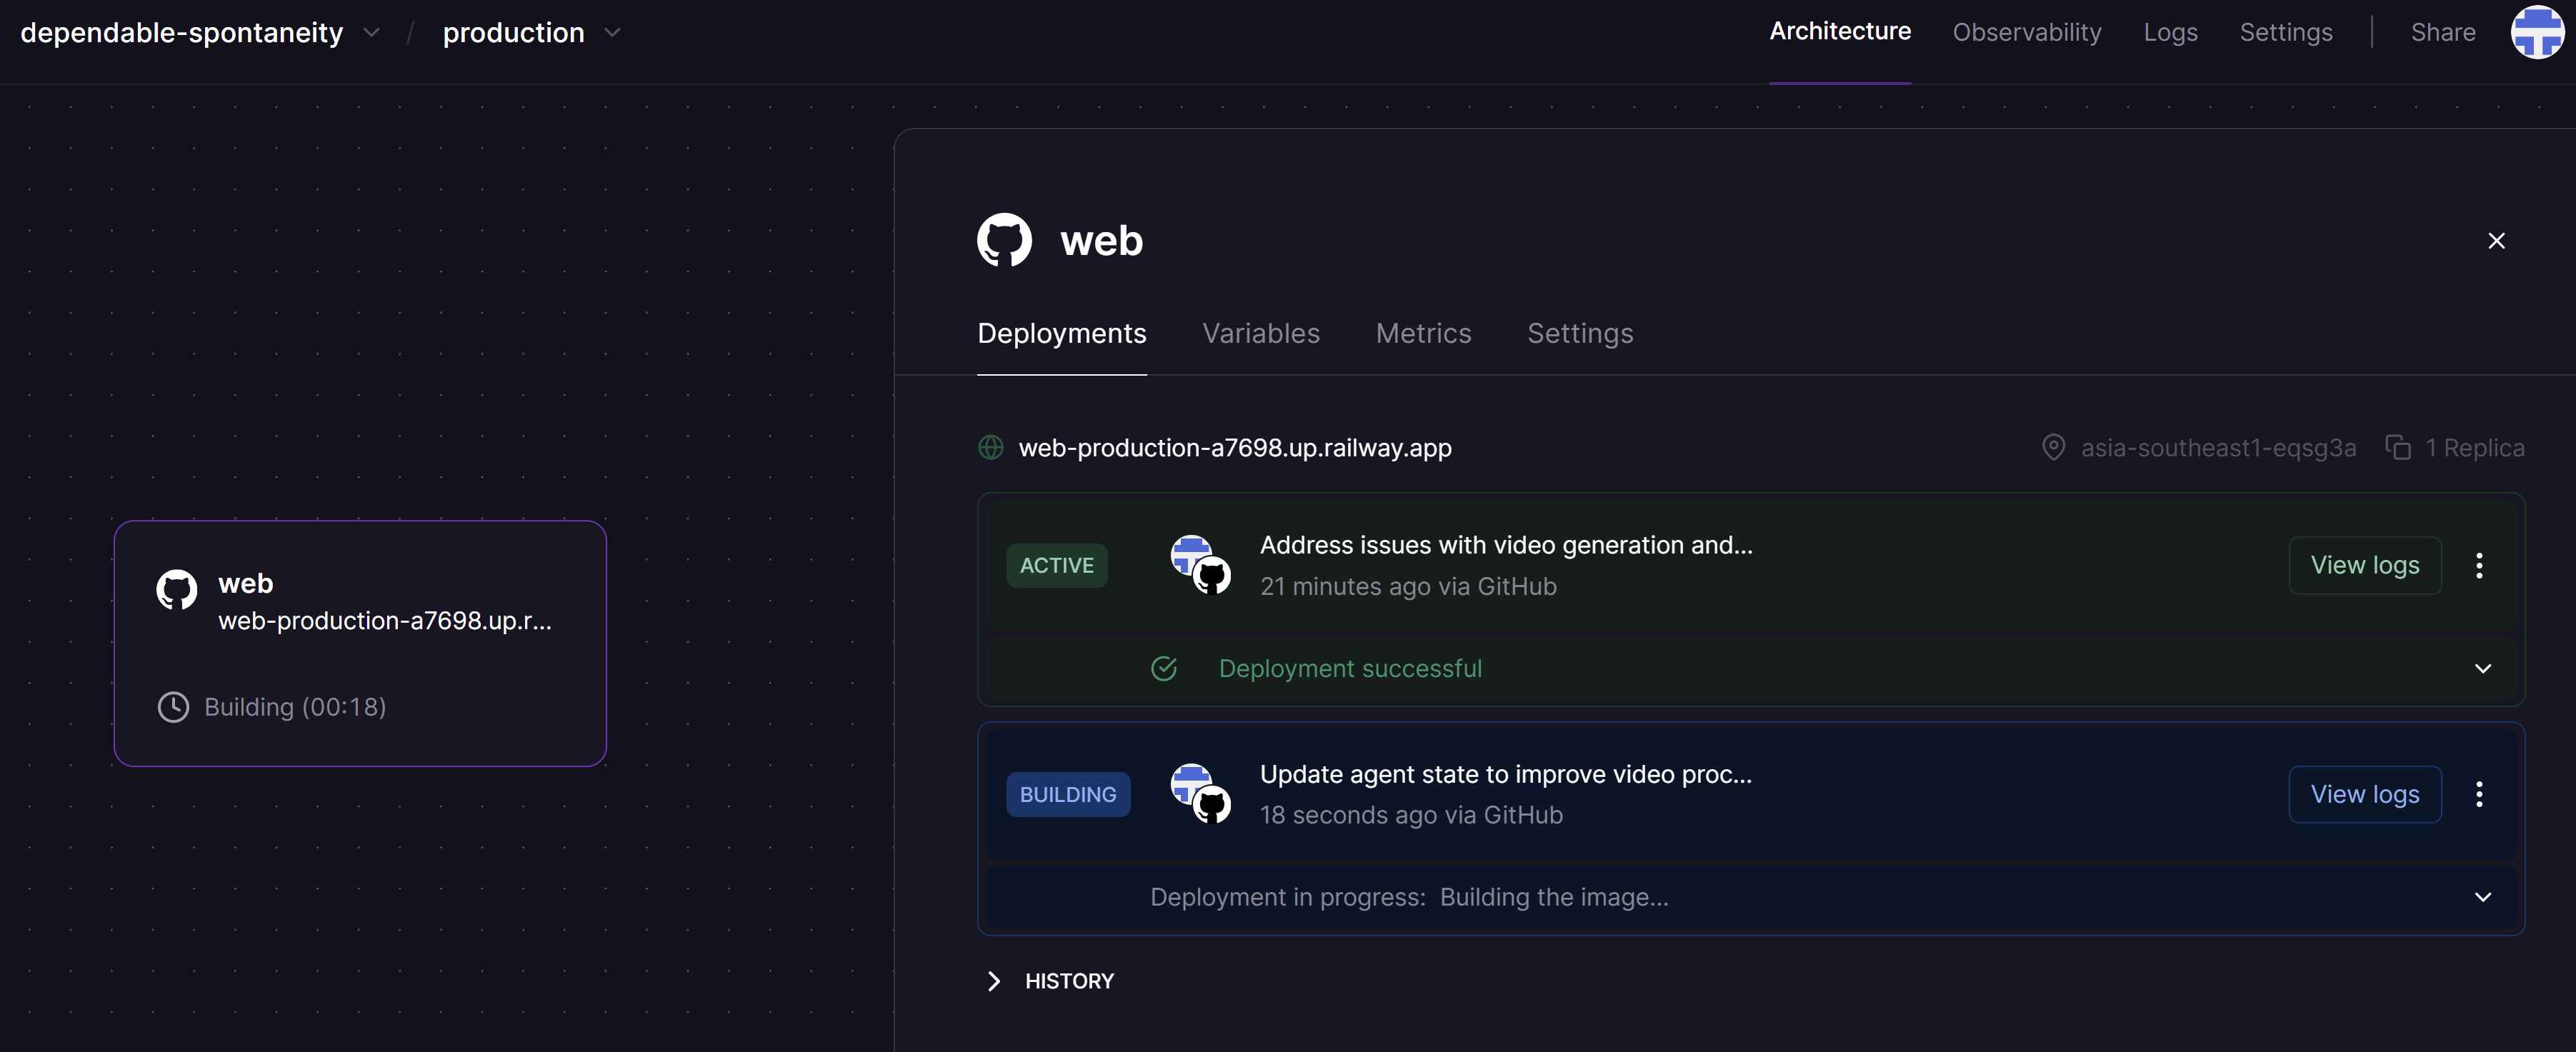 dependable-spontaneity / production
Architecture Observability Logs Settings Share
web
Deployments Variables Metrics Settings
web-production-a7698.up.railway.app
asia-southeast1-eqsg3a 1 Replica
ACTIVE
Address issues with video generation and...
21 minutes ago via GitHub
View logs
Deployment successful
BUILDING
Update agent state to improve video proc...
18 seconds ago via GitHub
View logs
Deployment in progress: Building the image...
HISTORY
web
web-production-a7698.up.r...
Building (00:18)